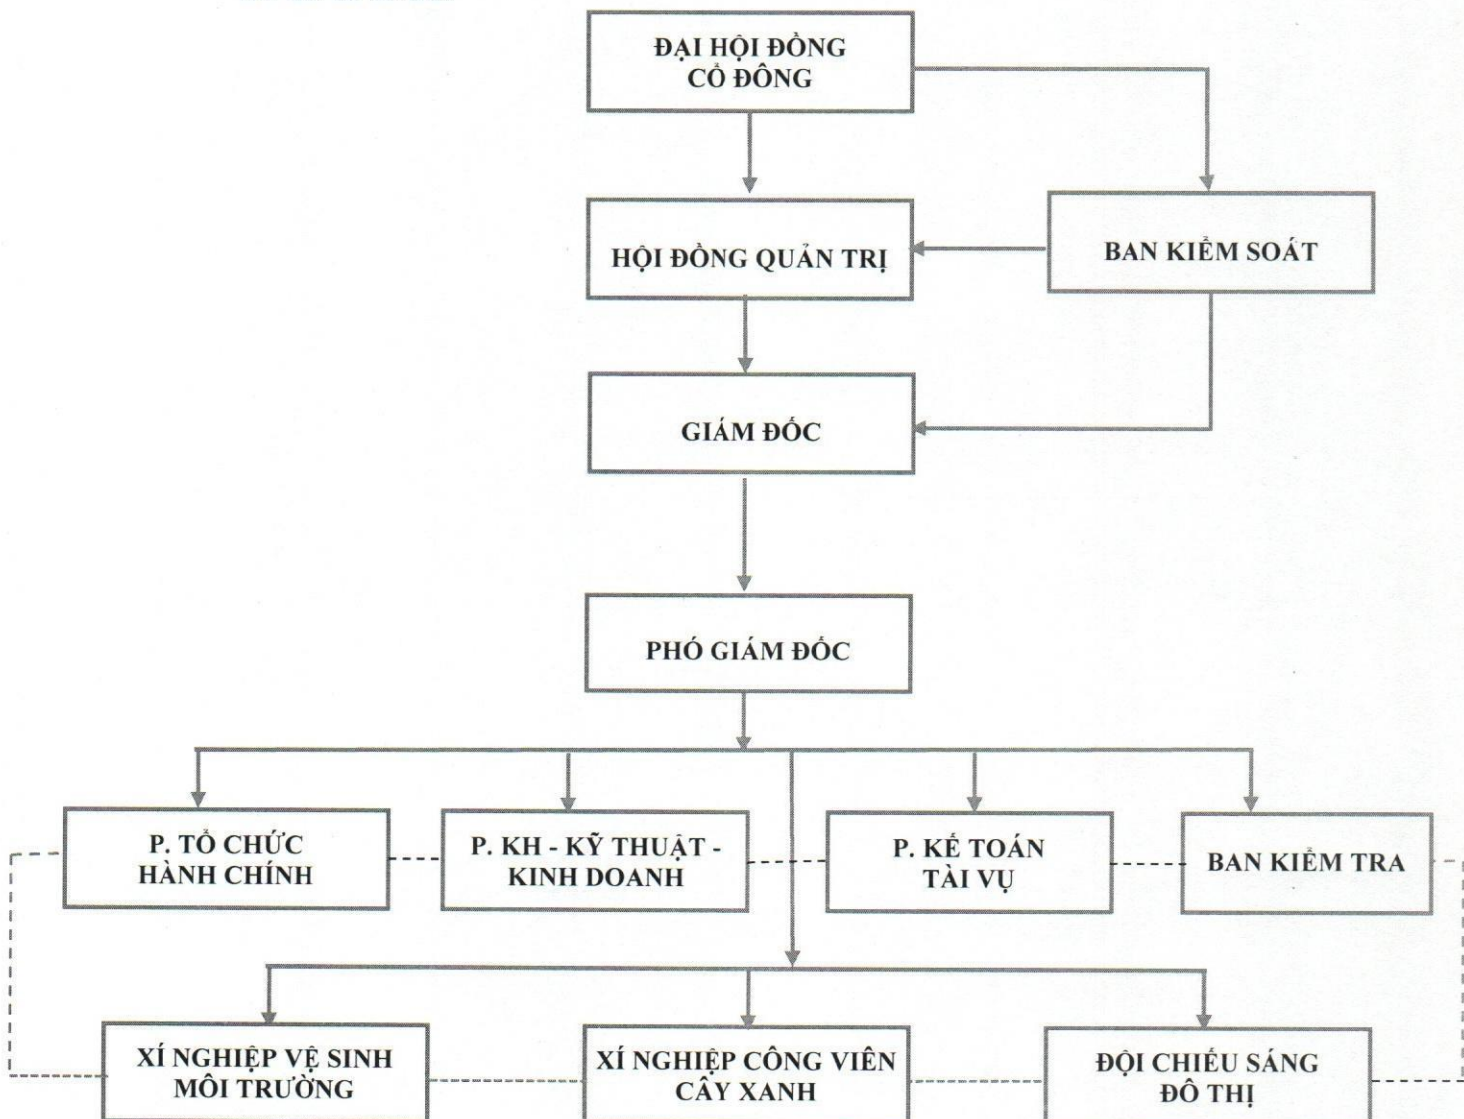 ĐẠI HỘI ĐỒNG
CỔ ĐÔNG
HỘI ĐỒNG QUẢN TRỊ
BAN KIỂM SOÁT
GIÁM ĐỐC
PHÓ GIÁM ĐỐC
P. TỔ CHỨC
HÀNH CHÍNH
P. KH - KỸ THUẬT -
KINH DOANH
P. KẾ TOÁN
TÀI VỤ
BAN KIỂM TRA
XÍ NGHIỆP VỆ SINH
MÔI TRƯỜNG
XÍ NGHIỆP CÔNG VIÊN
CÂY XANH
ĐỘI CHIẾU SÁNG
ĐÔ THỊ